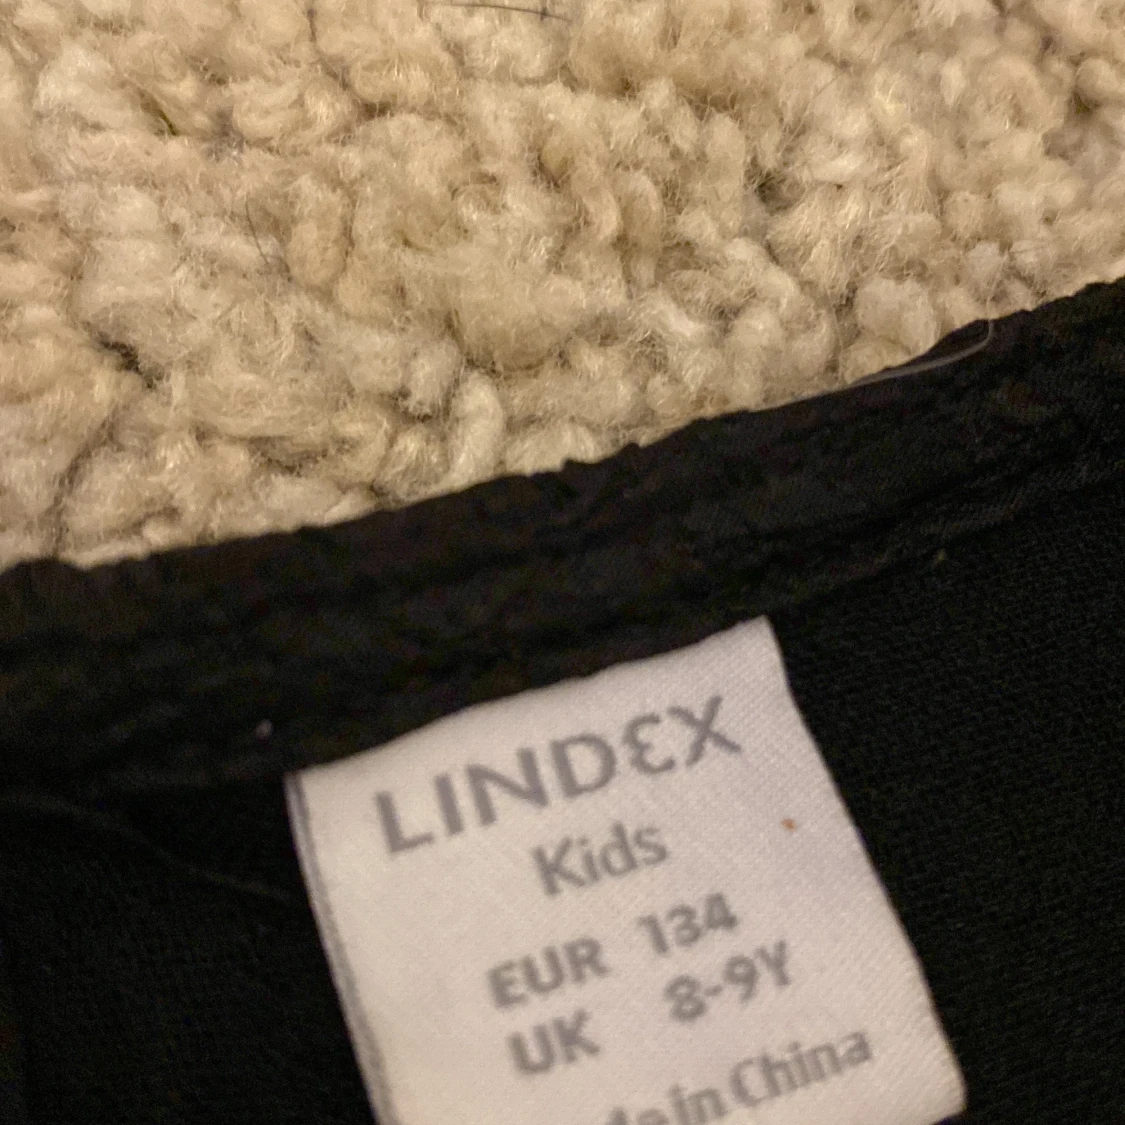 LINDEX
Kids
EUR 134
UK 8-9Y
in China